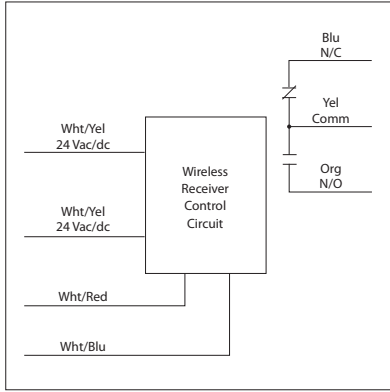 Blu
N/C
Yel
Comm
Org
N/O
Wht/Yel
24 Vac/dc
Wht/Yel
24 Vac/dc
Wireless
Receiver
Control
Circuit
Wht/Red
Wht/Blu